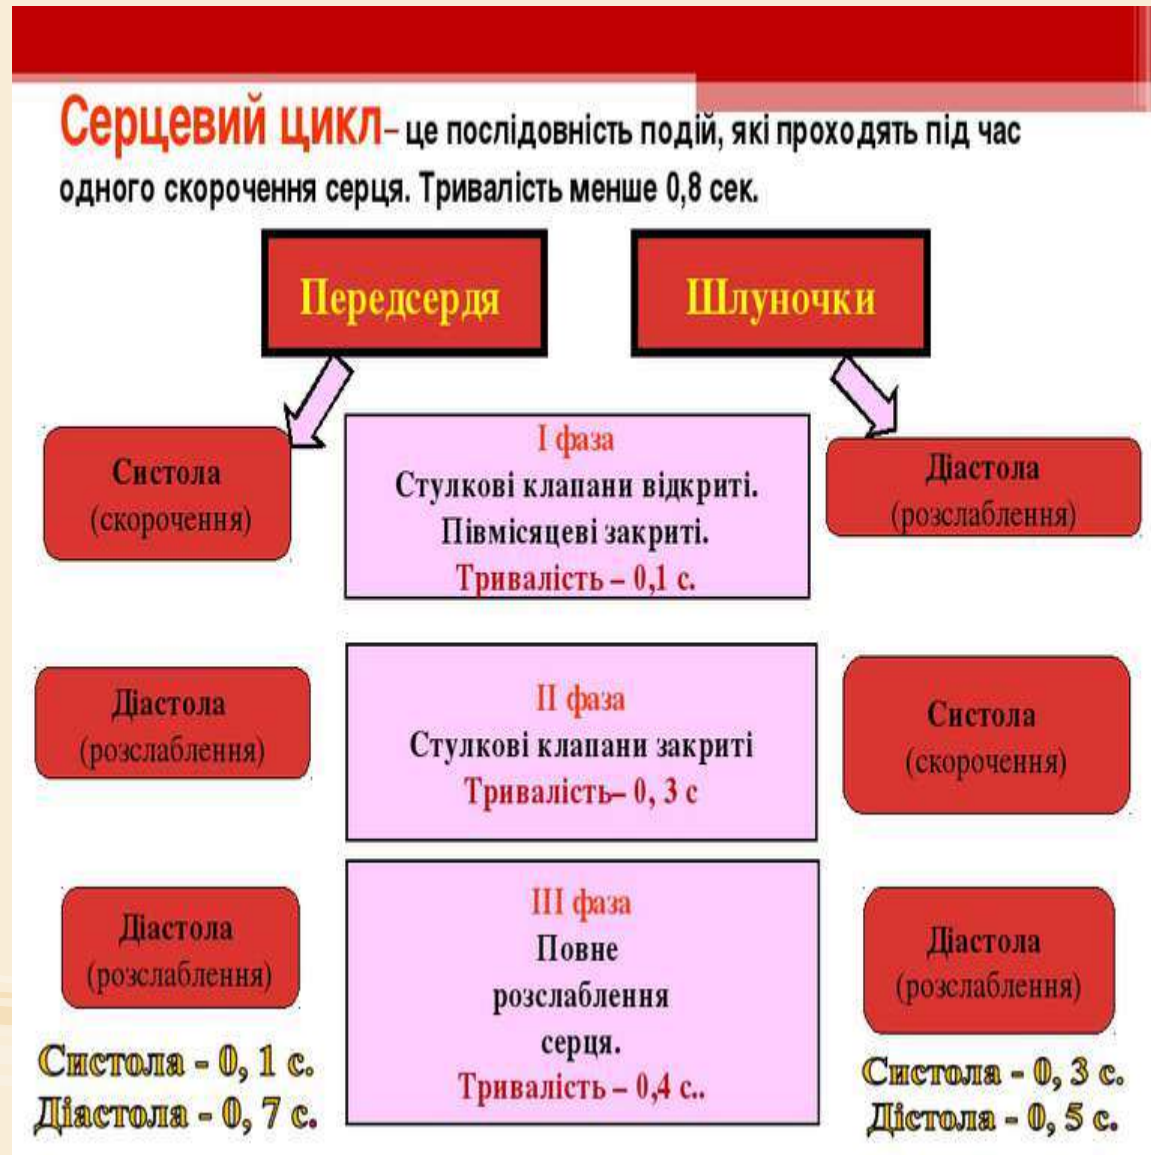 Серцевий цикл– це послідовність подій, які проходять під час
одного скорочення серця. Тривалість менше 0,8 сек.
Передсердя
Шлуночки
Систола
(скорочення)
І фаза
Стулкові клапани відкриті.
Півмісяцеві закриті.
Тривалість – 0,1 с.
Діастола
(розслаблення)
Діастола
(розслаблення)
ІІ фаза
Стулкові клапани закриті
Тривалість– 0, 3 с
Систола
(скорочення)
Діастола
(розслаблення)
ІІІ фаза
Повне
розслаблення
серця.
Тривалість – 0,4 с..
Діастола
(розслаблення)
Систола - 0, 1 с.
Діастола - 0, 7 с.
Систола - 0, 3 с.
Дістола - 0, 5 с.